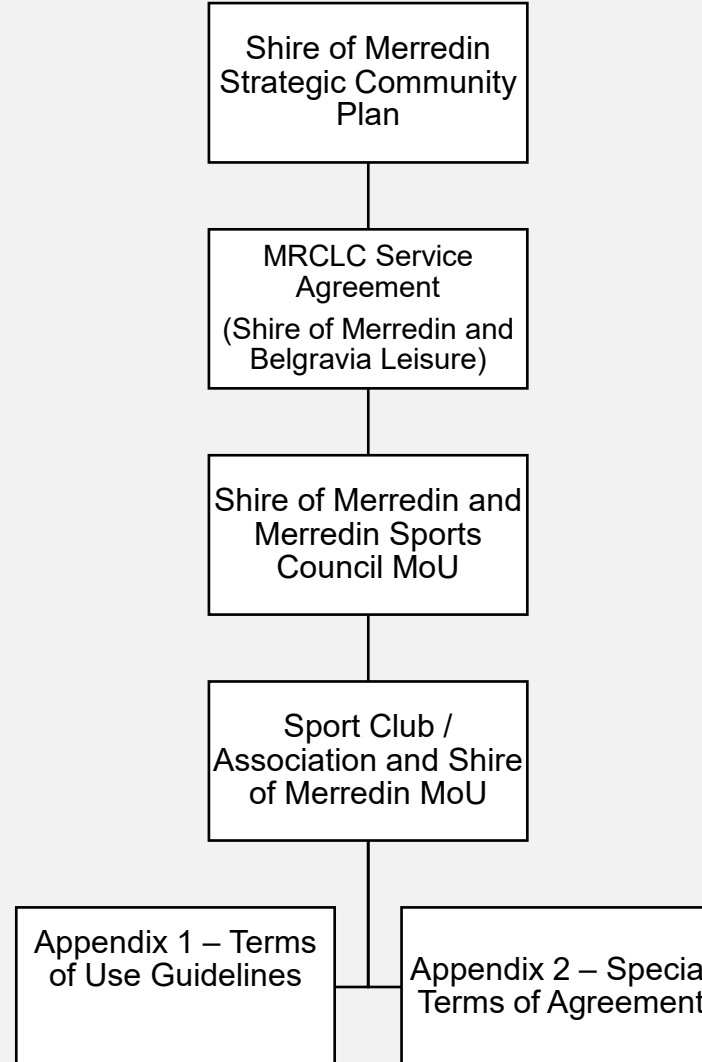 Shire of Merredin
Strategic Community
Plan
MRCLC Service
Agreement
(Shire of Merredin and
Belgravia Leisure)
Shire of Merredin and
Merredin Sports
Council MoU
Sport Club /
Association and Shire
of Merredin MoU
Appendix 1 – Terms
of Use Guidelines
Appendix 2 – Specia
Terms of Agreement